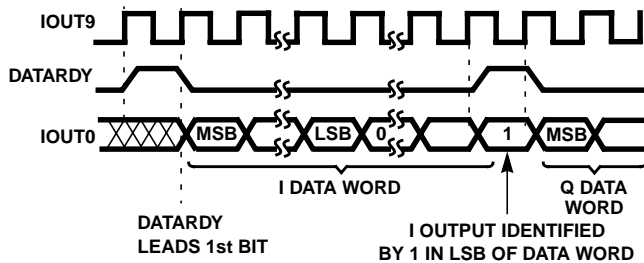 IOUT9
DATARDY
IOUT0
MSB
LSB
0
1
MSB
I DATA WORD
Q DATA
WORD
DATARDY
LEADS 1st BIT
I OUTPUT IDENTIFIED
BY 1 IN LSB OF DATA WORD